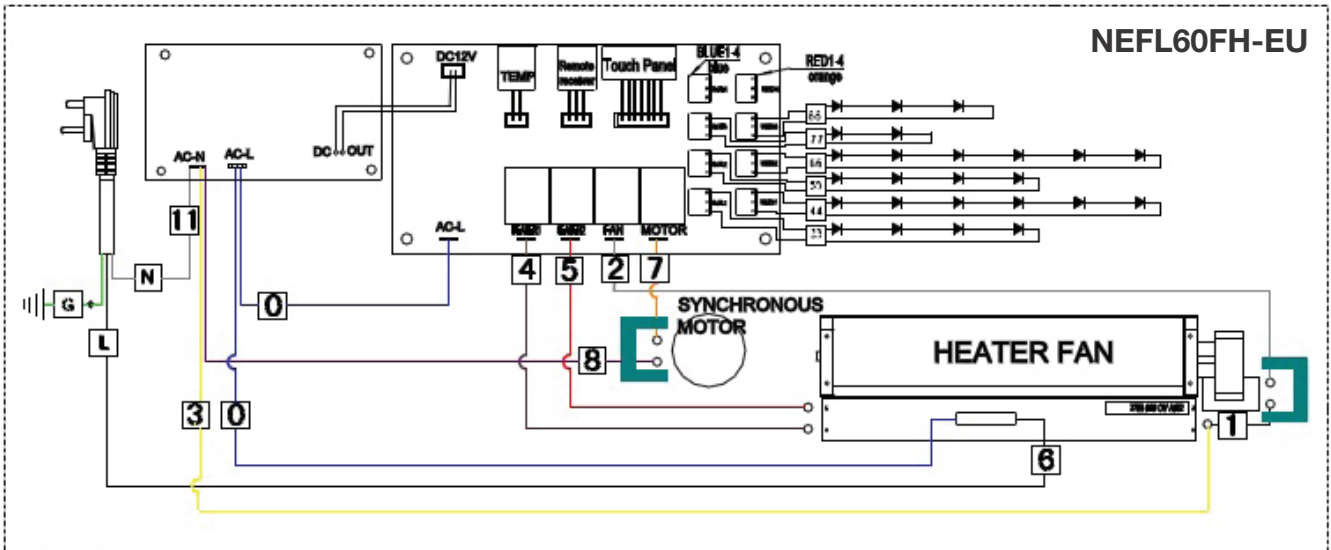 NEFL60FH-EU
DC12V
TEMP
Remote
receiver
Touch Panel
BLUE1-4
blue
RED1-4
orange
AC-N
AC-L
DC
OUT
AC-L
FAN
MOTOR
11
N
G
L
0
4
5
2
7
SYNCHRONOUS
MOTOR
8
HEATER FAN
3
0
1
6
77
44
33